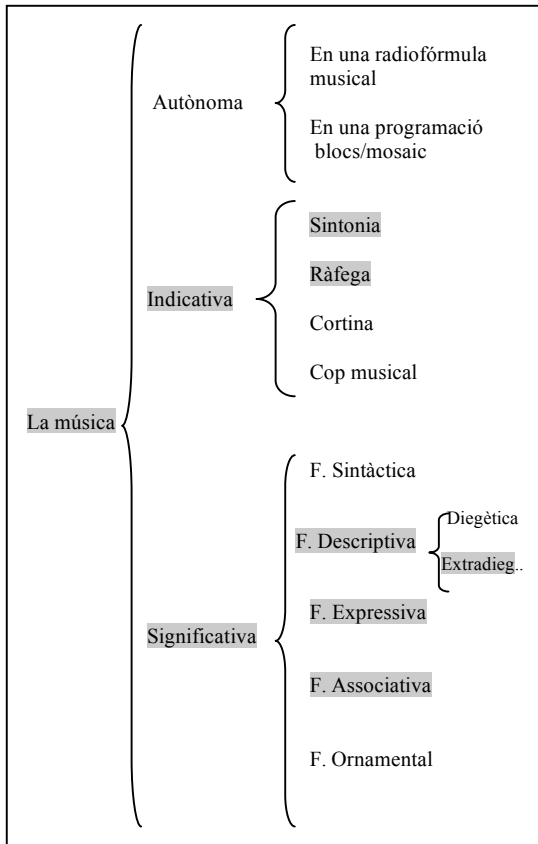 En una radiofórmula
musical
Autònoma
En una programació
blocs/mosaic
Sintonia
Ràfega
Indicativa
Cortina
Cop musical
La música
F. Sintàctica
Diegètica
F. Descriptiva
Extradieg..
F. Expressiva
Significativa
F. Associativa
F. Ornamental